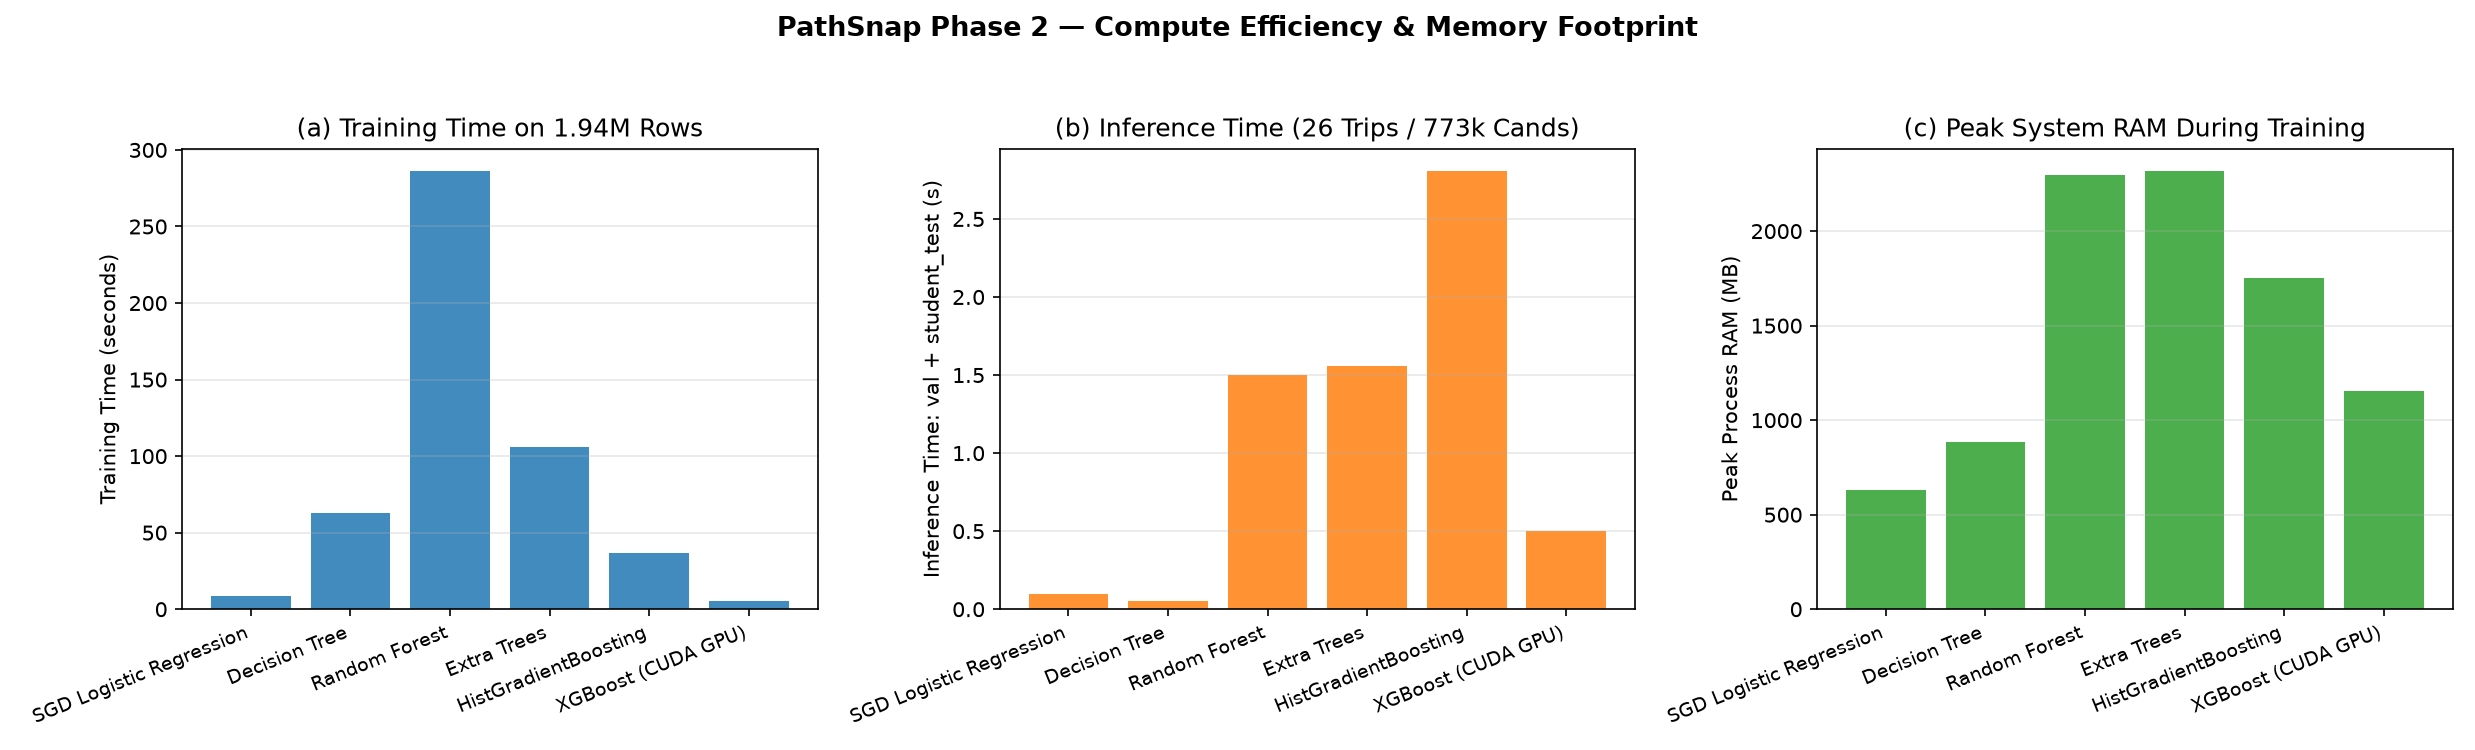 PathSnap Phase 2 — Compute Efficiency & Memory Footprint
(a) Training Time on 1.94M Rows
Training Time (seconds)
300
250
200
150
100
50
0
SGD Logistic Regression
Decision Tree
Random Forest
Extra Trees
HistGradientBoosting
XGBoost (CUDA GPU)
(b) Inference Time (26 Trips / 773k Cands)
Inference Time: val + student_test (s)
2.5
2.0
1.5
1.0
0.5
0.0
SGD Logistic Regression
Decision Tree
Random Forest
Extra Trees
HistGradientBoosting
XGBoost (CUDA GPU)
(c) Peak System RAM During Training
Peak Process RAM (MB)
2000
1500
1000
500
0
SGD Logistic Regression
Decision Tree
Random Forest
Extra Trees
HistGradientBoosting
XGBoost (CUDA GPU)